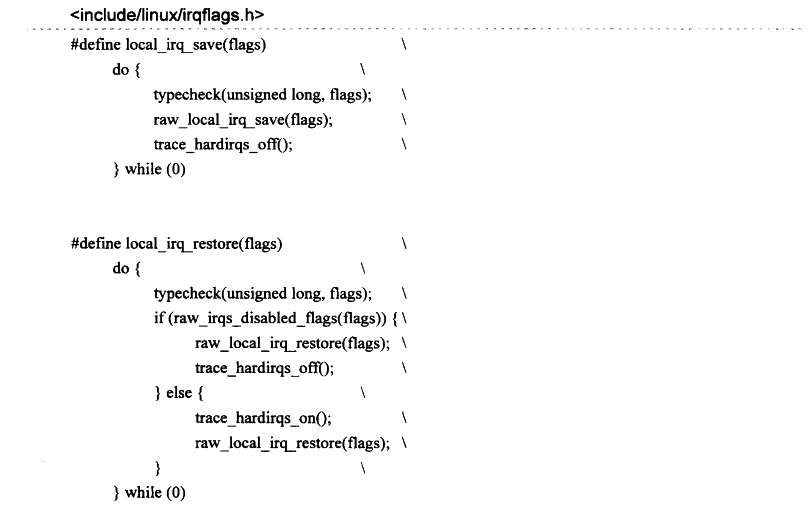 <include/linux/irqflags.h>
#define local_irq_save(flags) \
do { \
typecheck(unsigned long, flags); \
raw_local_irq_save(flags); \
trace_hardirqs_off(); \
} while (0)
#define local_irq_restore(flags) \
do { \
typecheck(unsigned long, flags); \
if (raw_irqs_disabled_flags(flags)) { \
raw_local_irq_restore(flags); \
trace_hardirqs_off(); \
} else { \
trace_hardirqs_on(); \
raw_local_irq_restore(flags); \
} \
} while (0)